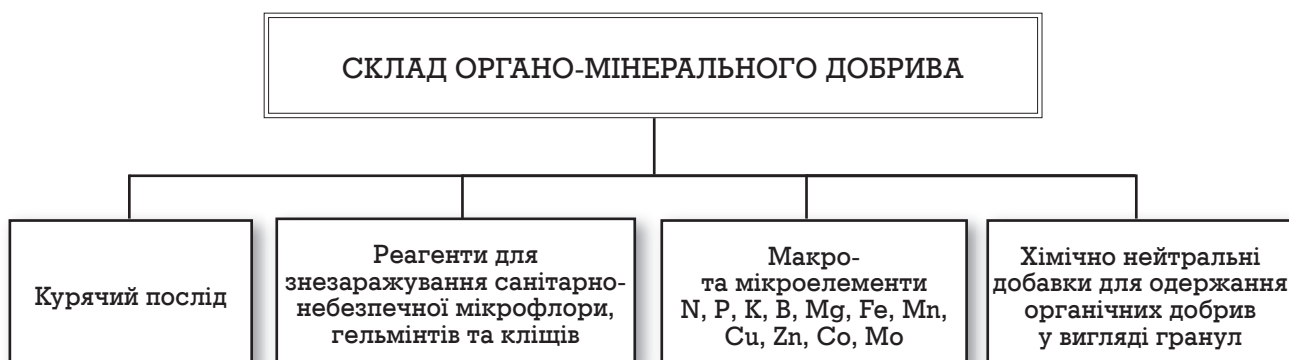 СКЛАД ОРГАНО-МІНЕРАЛЬНОГО ДОБРИВА
Курячий послід
Реагенти для
знезаражування санітарно-
небезпечної мікрофлори,
гельмінтів та кліщів
Макро-
та мікроелементи
N, P, K, B, Mg, Fe, Mn,
Cu, Zn, Co, Mo
Хімічно нейтральні
добавки для одержання
органічних добрив
у вигляді гранул